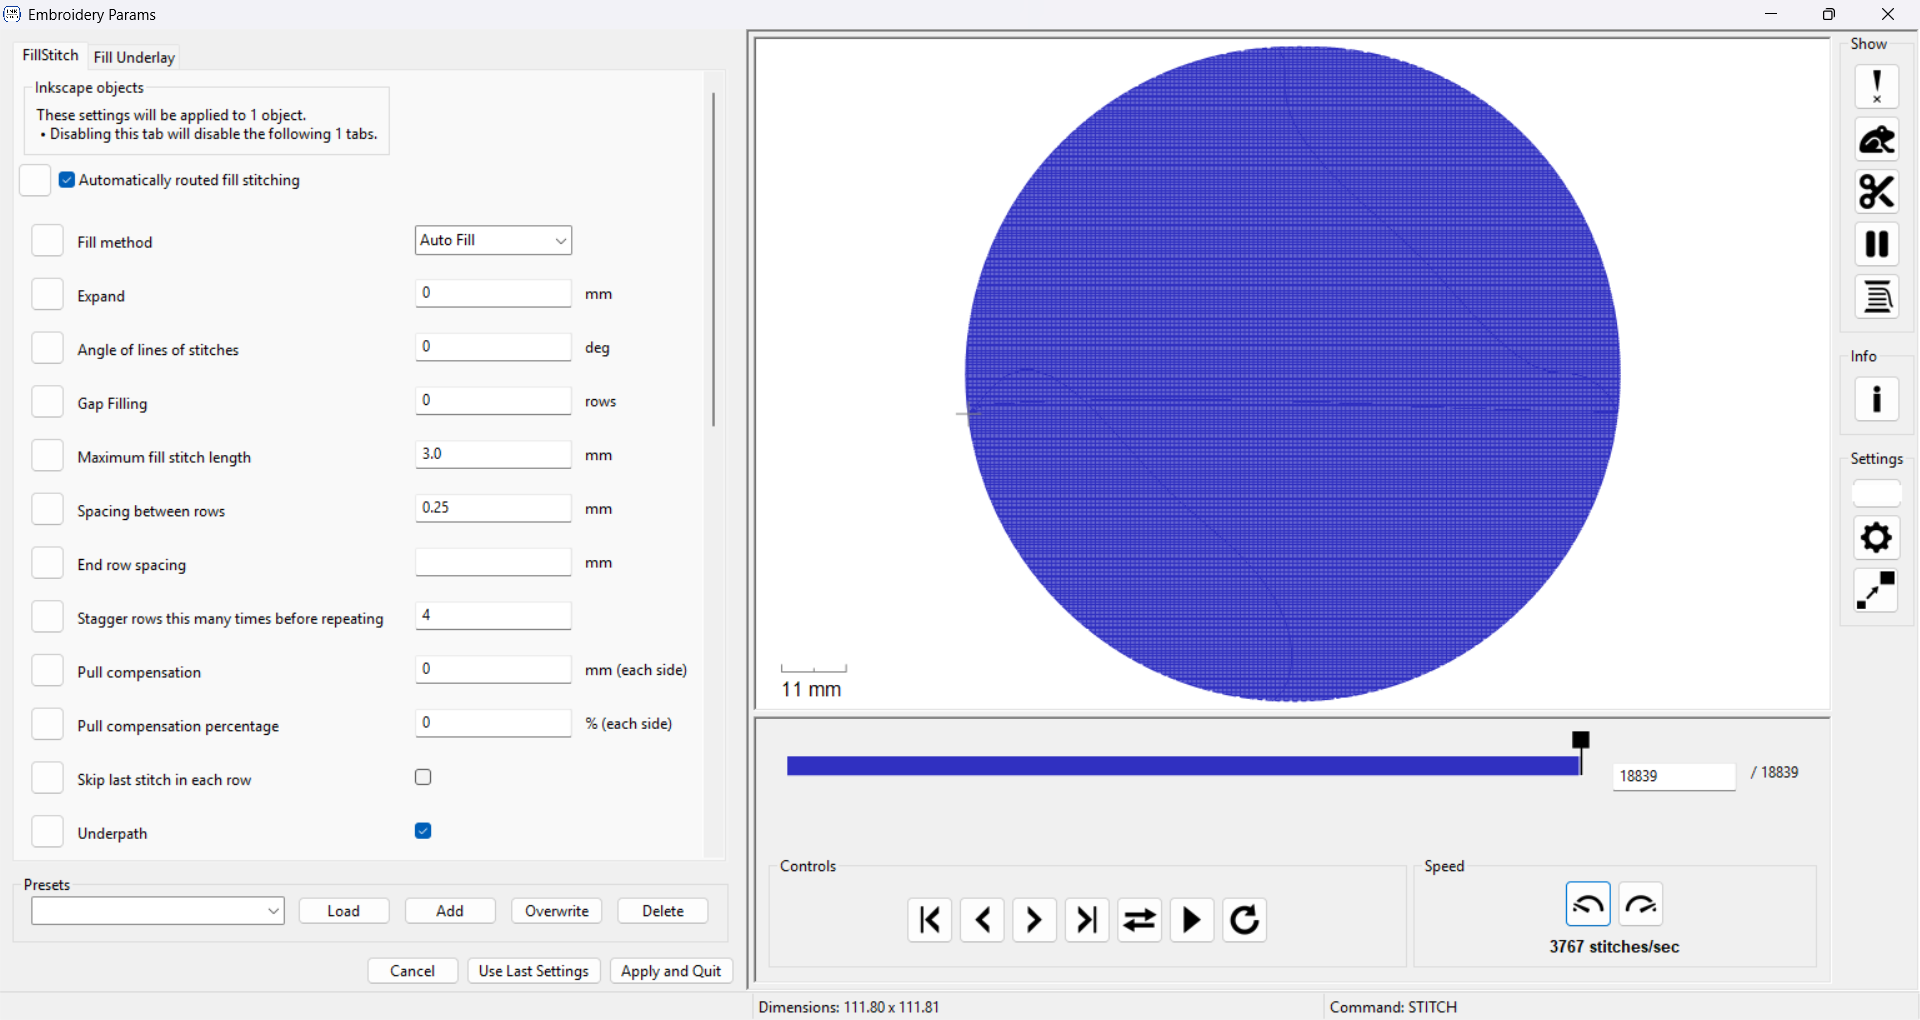 Embroidery Params
FillStitch
Fill Underlay
Inkscape objects
These settings will be applied to 1 object.
• Disabling this tab will disable the following 1 tabs.
Automatically routed fill stitching
Fill method Auto Fill
Expand 0 mm
Angle of lines of stitches 0 deg
Gap Filling 0 rows
Maximum fill stitch length 3.0 mm
Spacing between rows 0.25 mm
End row spacing mm
Stagger rows this many times before repeating 4
Pull compensation 0 mm (each side)
Pull compensation percentage 0 % (each side)
Skip last stitch in each row
Underpath
Presets
Load Add Overwrite Delete
Cancel Use Last Settings Apply and Quit
11 mm
18839 / 18839
Controls
Speed
3767 stitches/sec
Dimensions: 111.80 x 111.81
Command: STITCH
Show
Info
Settings